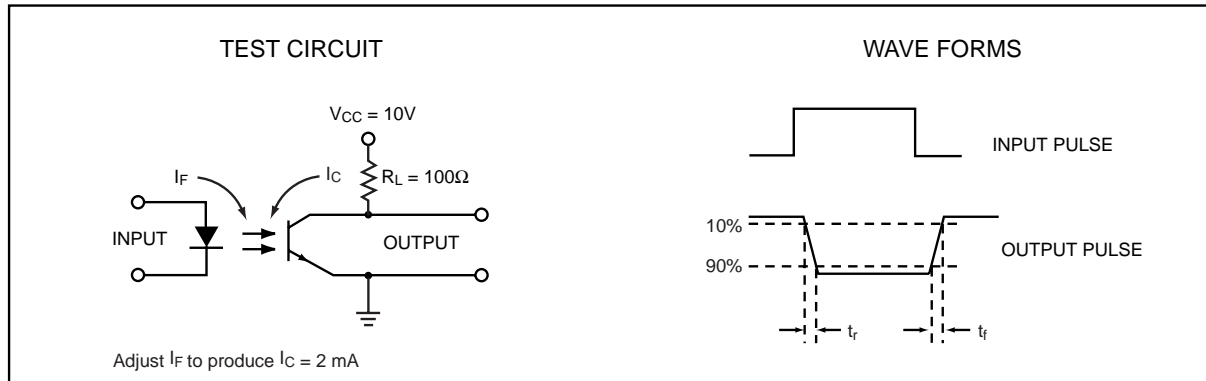 TEST CIRCUIT
WAVE FORMS
VCC = 10V
IF
IC
RL = 100Ω
INPUT
OUTPUT
Adjust IF to produce IC = 2 mA
INPUT PULSE
10%
90%
OUTPUT PULSE
tr
tf